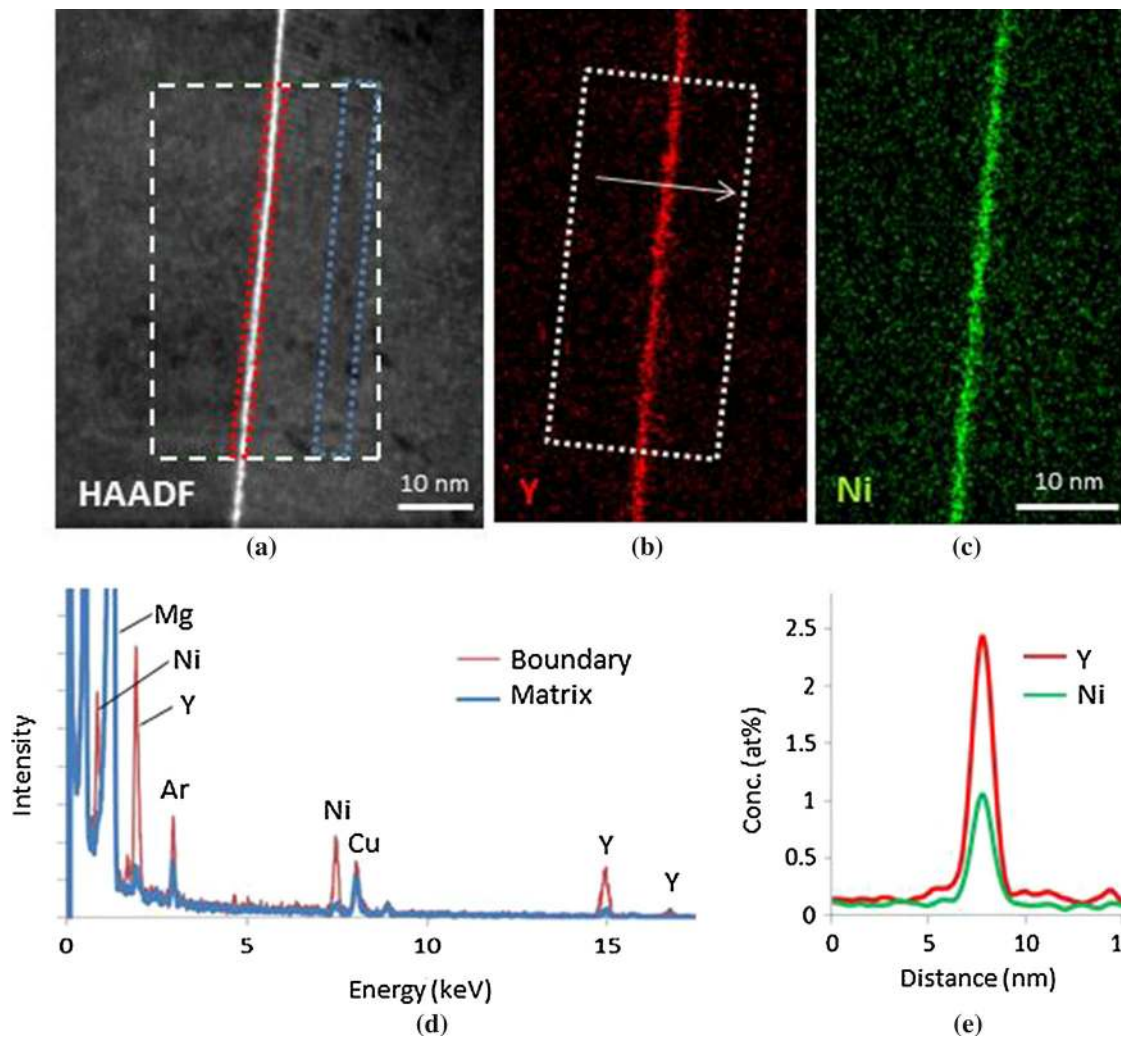 HAADF
10 nm
Y
Ni
10 nm
(a)
(b)
(c)
Mg
Ni
Y
Ar
Ni
Cu
Y
Y
Boundary
Matrix
Intensity
0
5
10
15
Energy (keV)
(d)
2.5
2
1.5
1
0.5
0
Y
Ni
Conc. (at%)
0
5
10
1
Distance (nm)
(e)